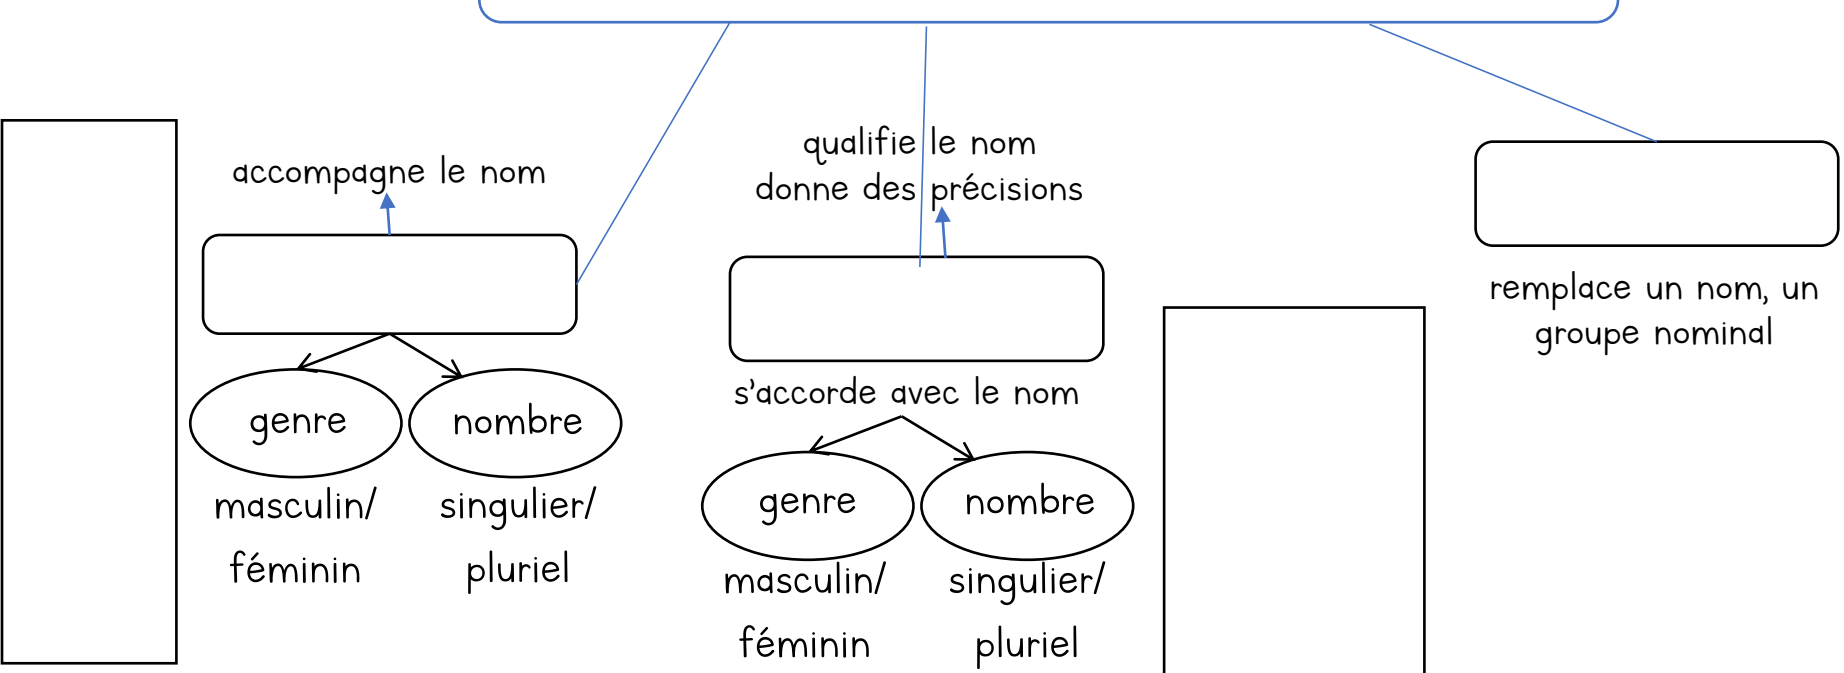 accompagne le nom
genre
nombre
masculin/
féminin
singulier/
pluriel
qualifie le nom
donne des précisions
s'accorde avec le nom
genre
nombre
masculin/
féminin
singulier/
pluriel
remplace un nom, un
groupe nominal